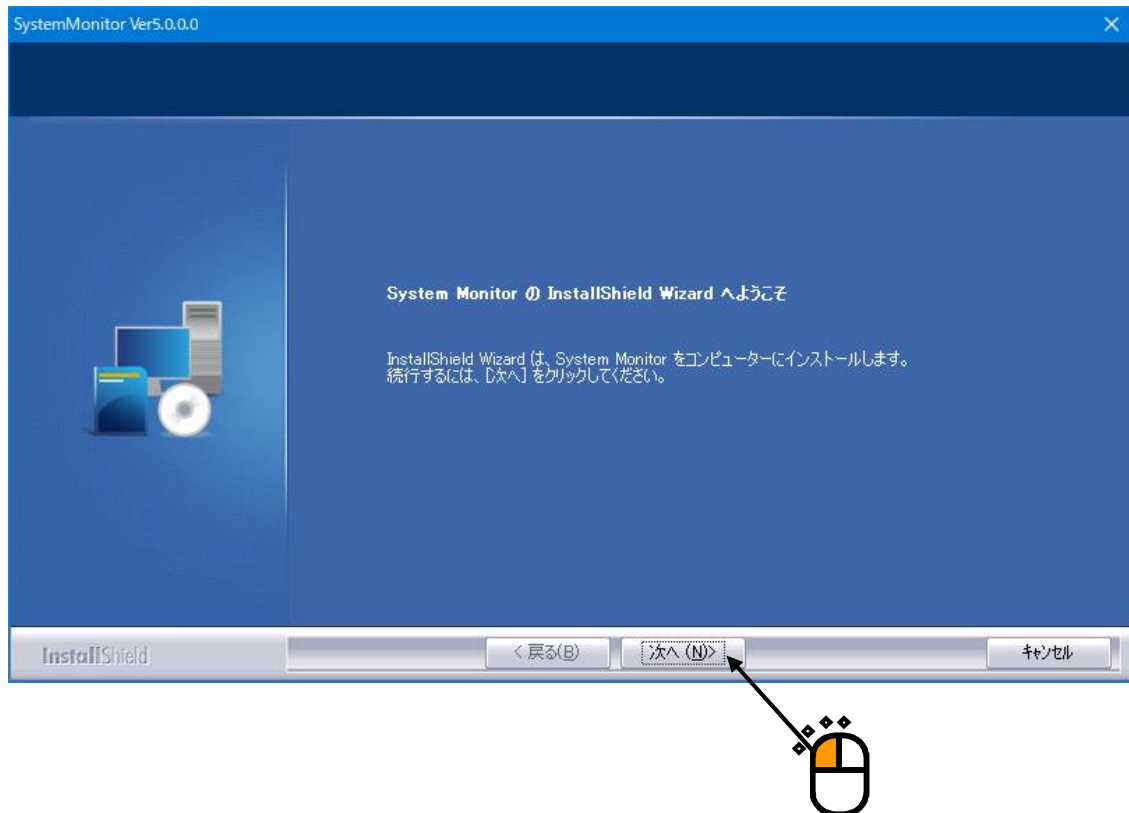 SystemMonitor Ver5.0.0.0
System Monitor の InstallShield Wizard へようこそ
InstallShield Wizard は、System Monitor をコンピューターにインストールします。
続行するには、[次へ] をクリックしてください。
InstallShield
< 戻る(B)
次へ (N)>
キャンセル